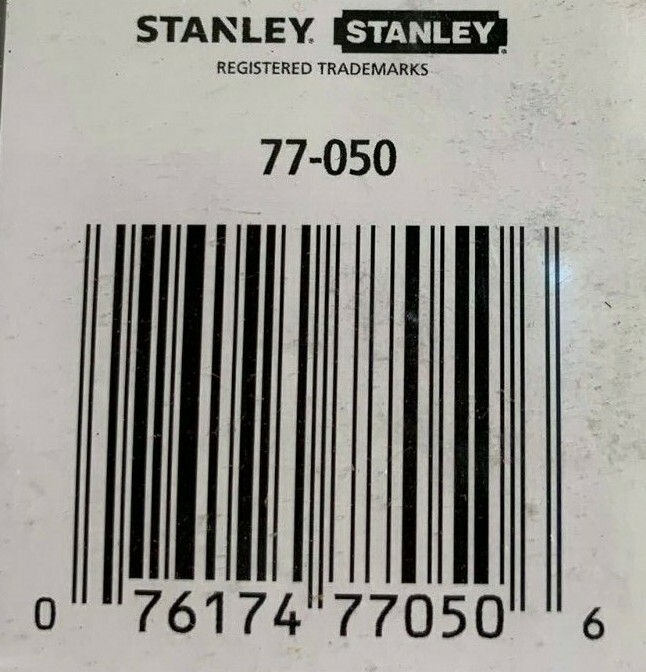 STANLEY. STANLEY.
REGISTERED TRADEMARKS
77-050
0 76174 77050 6